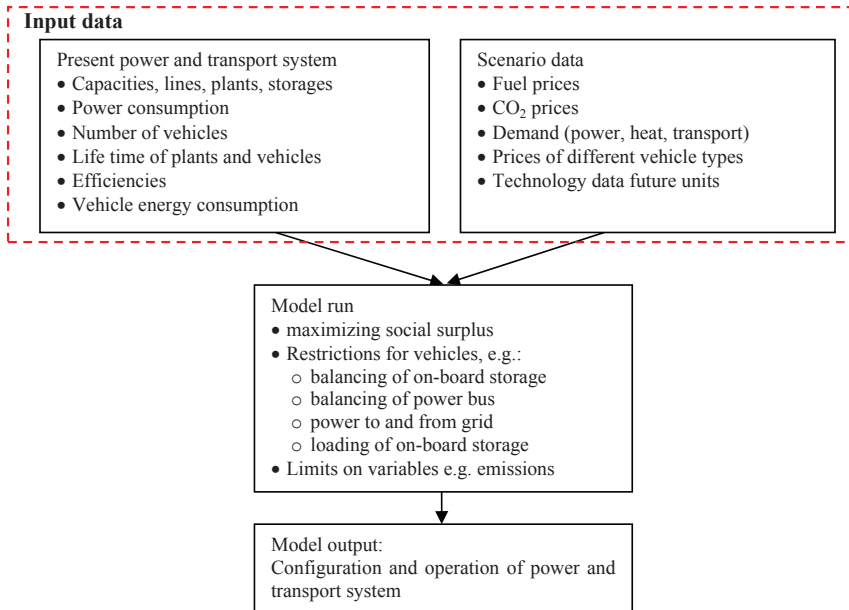 Input data
Present power and transport system
• Capacities, lines, plants, storages
• Power consumption
• Number of vehicles
• Life time of plants and vehicles
• Efficiencies
• Vehicle energy consumption
Scenario data
• Fuel prices
• CO₂ prices
• Demand (power, heat, transport)
• Prices of different vehicle types
• Technology data future units
Model run
• maximizing social surplus
• Restrictions for vehicles, e.g.:
o balancing of on-board storage
o balancing of power bus
o power to and from grid
o loading of on-board storage
• Limits on variables e.g. emissions
Model output:
Configuration and operation of power and
transport system